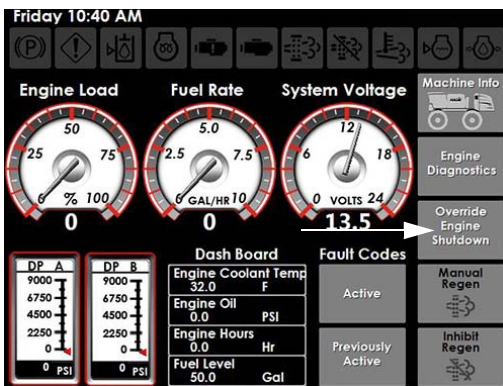 Friday 10:40 AM
(P)
Engine Load
25
50
75
0
%
100
0
Fuel Rate
2.5
5.0
7.5
0
GAL/HR
10
0
System Voltage
6
12
18
0
VOLTS
24
13.5
Machine Info
Engine
Diagnostics
Override
Engine
Shutdown
Manual
Regen
Inhibit
Regen
DP A
9000
6750
4500
2250
0
0 PSI
DP B
9000
6750
4500
2250
0
0 PSI
Dash Board
Engine Coolant Temp
32.0 F
Engine Oil
0.0 PSI
Engine Hours
0.0 Hr
Fuel Level
50.0 Gal
Fault Codes
Active
Previously
Active